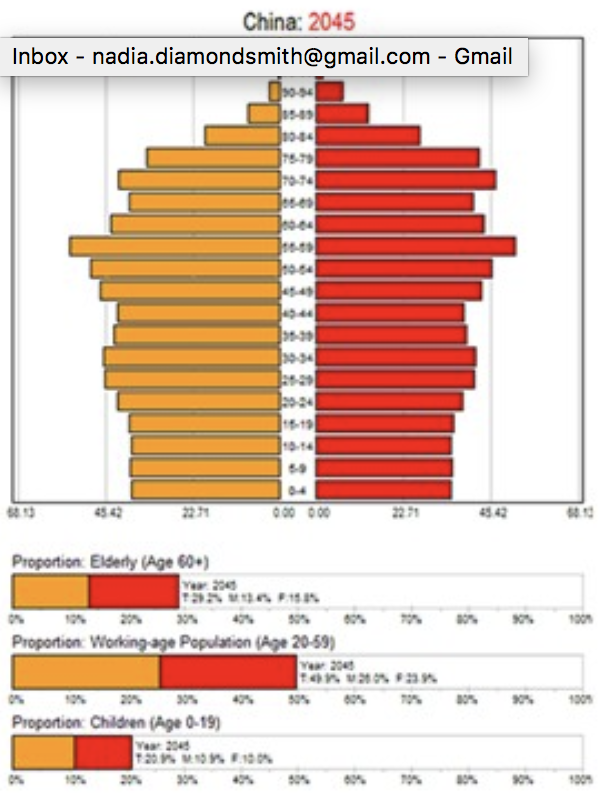 China: 2045
Inbox - nadia.diamondsmith@gmail.com - Gmail
90-94
85-89
80-84
75-79
70-74
65-69
60-64
55-59
50-54
45-49
40-44
35-39
30-34
25-29
20-24
15-19
10-14
5-9
0-4
68.13 45.42 22.71 0.00 0.00 22.71 45.42 68.13
Proportion: Elderly (Age 60+)
Year: 2045
T:29.2% M:13.4% F:15.8%
0% 10% 20% 30% 40% 50% 60% 70% 80% 90% 100%
Proportion: Working-age Population (Age 20-59)
Year: 2045
T:49.9% M:26.0% F:23.9%
0% 10% 20% 30% 40% 50% 60% 70% 80% 90% 100%
Proportion: Children (Age 0-19)
Year: 2045
T:20.9% M:10.9% F:10.0%
0% 10% 20% 30% 40% 50% 60% 70% 80% 90% 100%